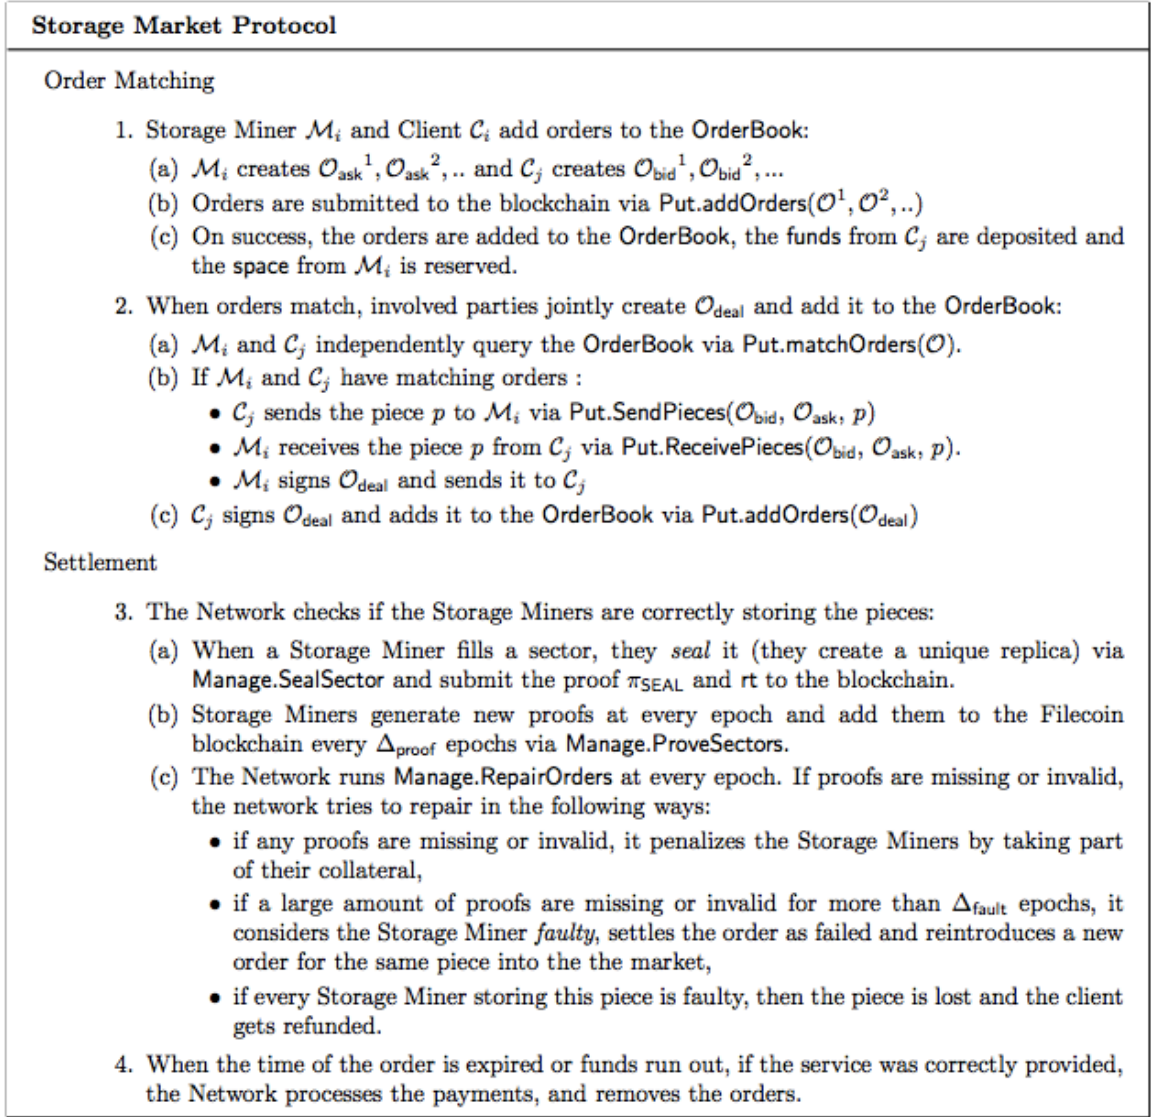 Storage Market Protocol
Order Matching
1. Storage Miner ℳᵢ and Client 𝒞ᵢ add orders to the OrderBook:
(a) ℳᵢ creates 𝒪ask¹, 𝒪ask², .. and 𝒞ⱼ creates 𝒪bid¹, 𝒪bid², ...
(b) Orders are submitted to the blockchain via Put.addOrders(𝒪¹, 𝒪², ..)
(c) On success, the orders are added to the OrderBook, the funds from 𝒞ⱼ are deposited and
the space from ℳᵢ is reserved.
2. When orders match, involved parties jointly create 𝒪deal and add it to the OrderBook:
(a) ℳᵢ and 𝒞ⱼ independently query the OrderBook via Put.matchOrders(𝒪).
(b) If ℳᵢ and 𝒞ⱼ have matching orders :
• 𝒞ⱼ sends the piece p to ℳᵢ via Put.SendPieces(𝒪bid, 𝒪ask, p)
• ℳᵢ receives the piece p from 𝒞ⱼ via Put.ReceivePieces(𝒪bid, 𝒪ask, p).
• ℳᵢ signs 𝒪deal and sends it to 𝒞ⱼ
(c) 𝒞ⱼ signs 𝒪deal and adds it to the OrderBook via Put.addOrders(𝒪deal)
Settlement
3. The Network checks if the Storage Miners are correctly storing the pieces:
(a) When a Storage Miner fills a sector, they seal it (they create a unique replica) via
Manage.SealSector and submit the proof πSEAL and rt to the blockchain.
(b) Storage Miners generate new proofs at every epoch and add them to the Filecoin
blockchain every Δproof epochs via Manage.ProveSectors.
(c) The Network runs Manage.RepairOrders at every epoch. If proofs are missing or invalid,
the network tries to repair in the following ways:
• if any proofs are missing or invalid, it penalizes the Storage Miners by taking part
of their collateral,
• if a large amount of proofs are missing or invalid for more than Δfault epochs, it
considers the Storage Miner faulty, settles the order as failed and reintroduces a new
order for the same piece into the the market,
• if every Storage Miner storing this piece is faulty, then the piece is lost and the client
gets refunded.
4. When the time of the order is expired or funds run out, if the service was correctly provided,
the Network processes the payments, and removes the orders.